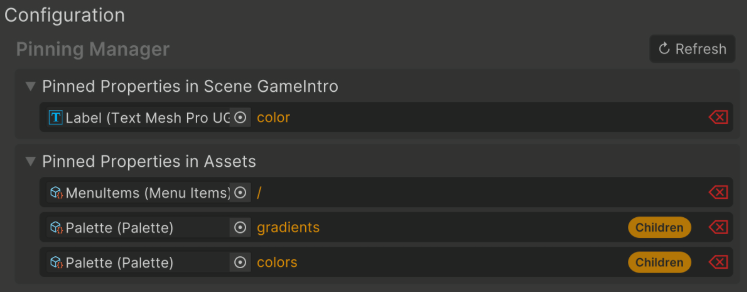 Configuration
Pinning Manager
Refresh
Pinned Properties in Scene GameIntro
Label (Text Mesh Pro UG color
Pinned Properties in Assets
MenuItems (Menu Items) /
Palette (Palette) gradients Children
Palette (Palette) colors Children